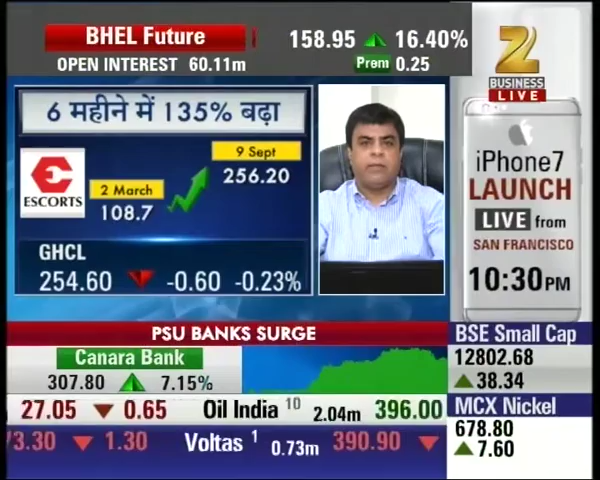 BHEL Future
158.95 16.40%
OPEN INTEREST 60.11m
Prem 0.25
Z
BUSINESS
LIVE
6 महीने में 135% बढ़ा
ESCORTS
2 March
108.7
9 Sept
256.20
GHCL
254.60 -0.60 -0.23%
iPhone7
LAUNCH
LIVE from
SAN FRANCISCO
10:30PM
PSU BANKS SURGE
Canara Bank
307.80 7.15%
BSE Small Cap
12802.68
38.34
27.05 0.65 Oil India 10 2.04m 396.00
MCX Nickel
678.80
7.60
3.30 1.30 Voltas 1 0.73m 390.90